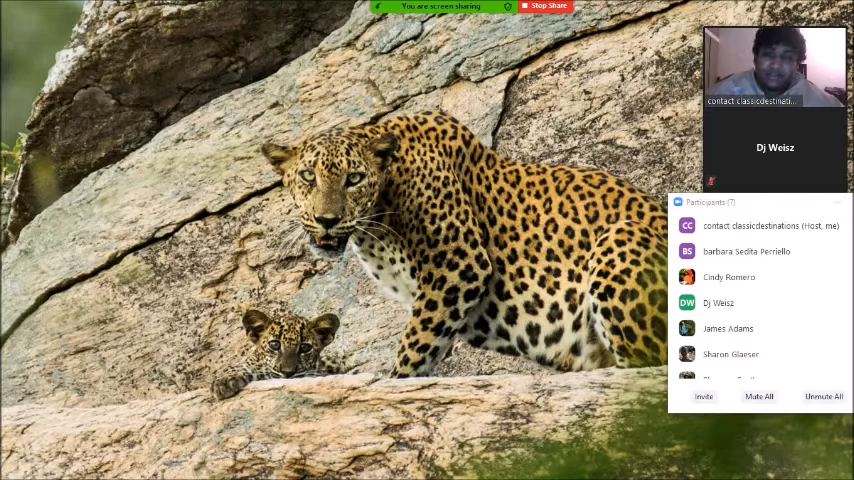 You are screen sharing
Stop Share
contact classicdestinati...
Dj Weisz
Participants (7)
CC contact classicdestinations (Host, me)
BS barbara Sedita Perriello
Cindy Romero
DW Dj Weisz
James Adams
Sharon Glaeser
Invite Mute All Unmute All